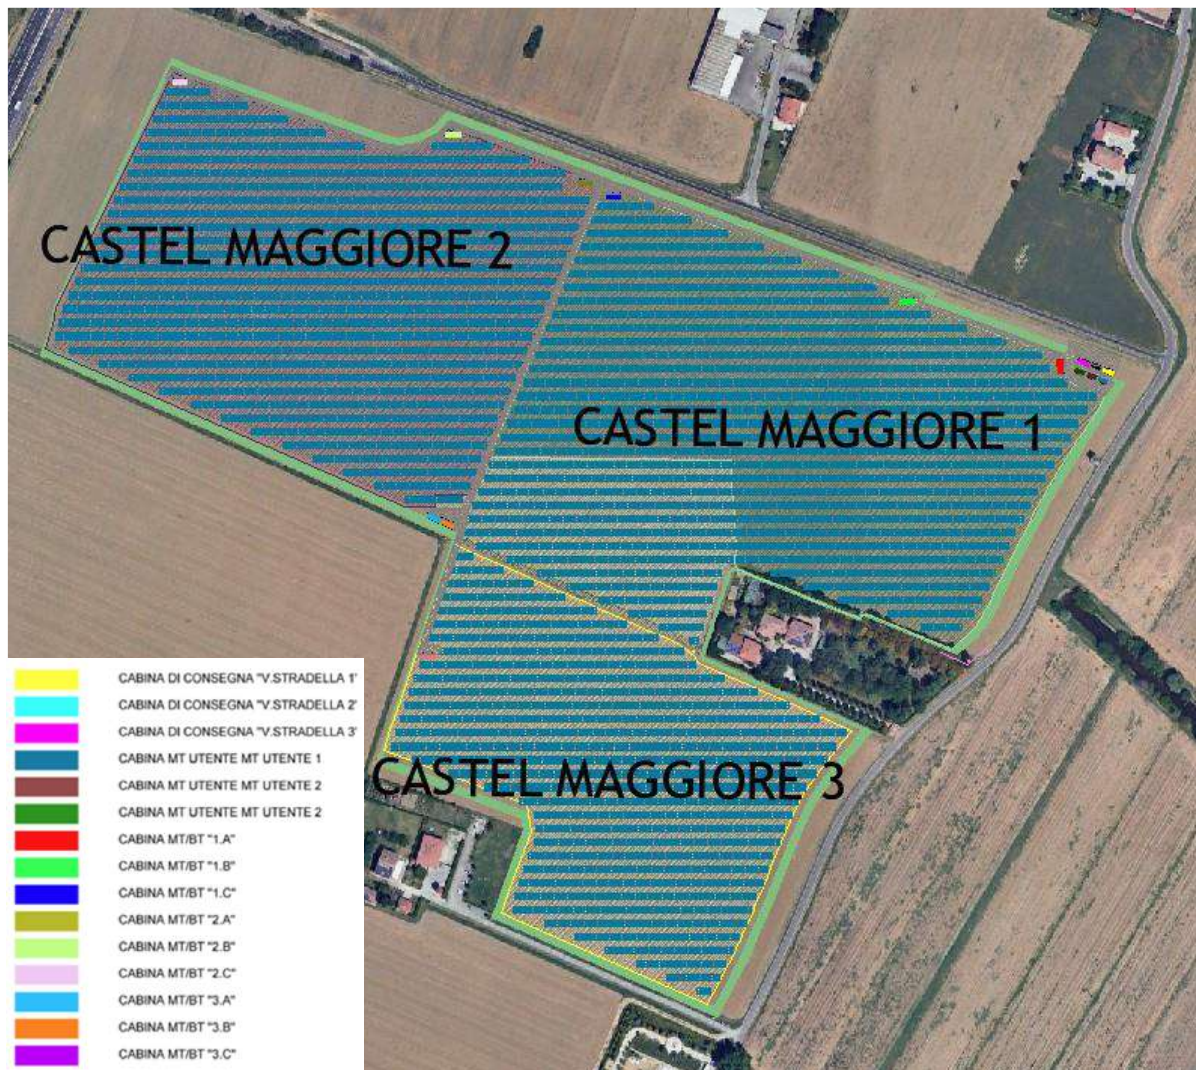 CASTEL MAGGIORE 2
CASTEL MAGGIORE 1
CASTEL MAGGIORE 3
CABINA DI CONSEGNA "V.STRADELLA 1'
CABINA DI CONSEGNA "V.STRADELLA 2'
CABINA DI CONSEGNA "V.STRADELLA 3'
CABINA MT UTENTE MT UTENTE 1
CABINA MT UTENTE MT UTENTE 2
CABINA MT UTENTE MT UTENTE 2
CABINA MT/BT "1.A"
CABINA MT/BT "1.B"
CABINA MT/BT "1.C"
CABINA MT/BT "2.A"
CABINA MT/BT "2.B"
CABINA MT/BT "2.C"
CABINA MT/BT "3.A"
CABINA MT/BT "3.B"
CABINA MT/BT "3.C"